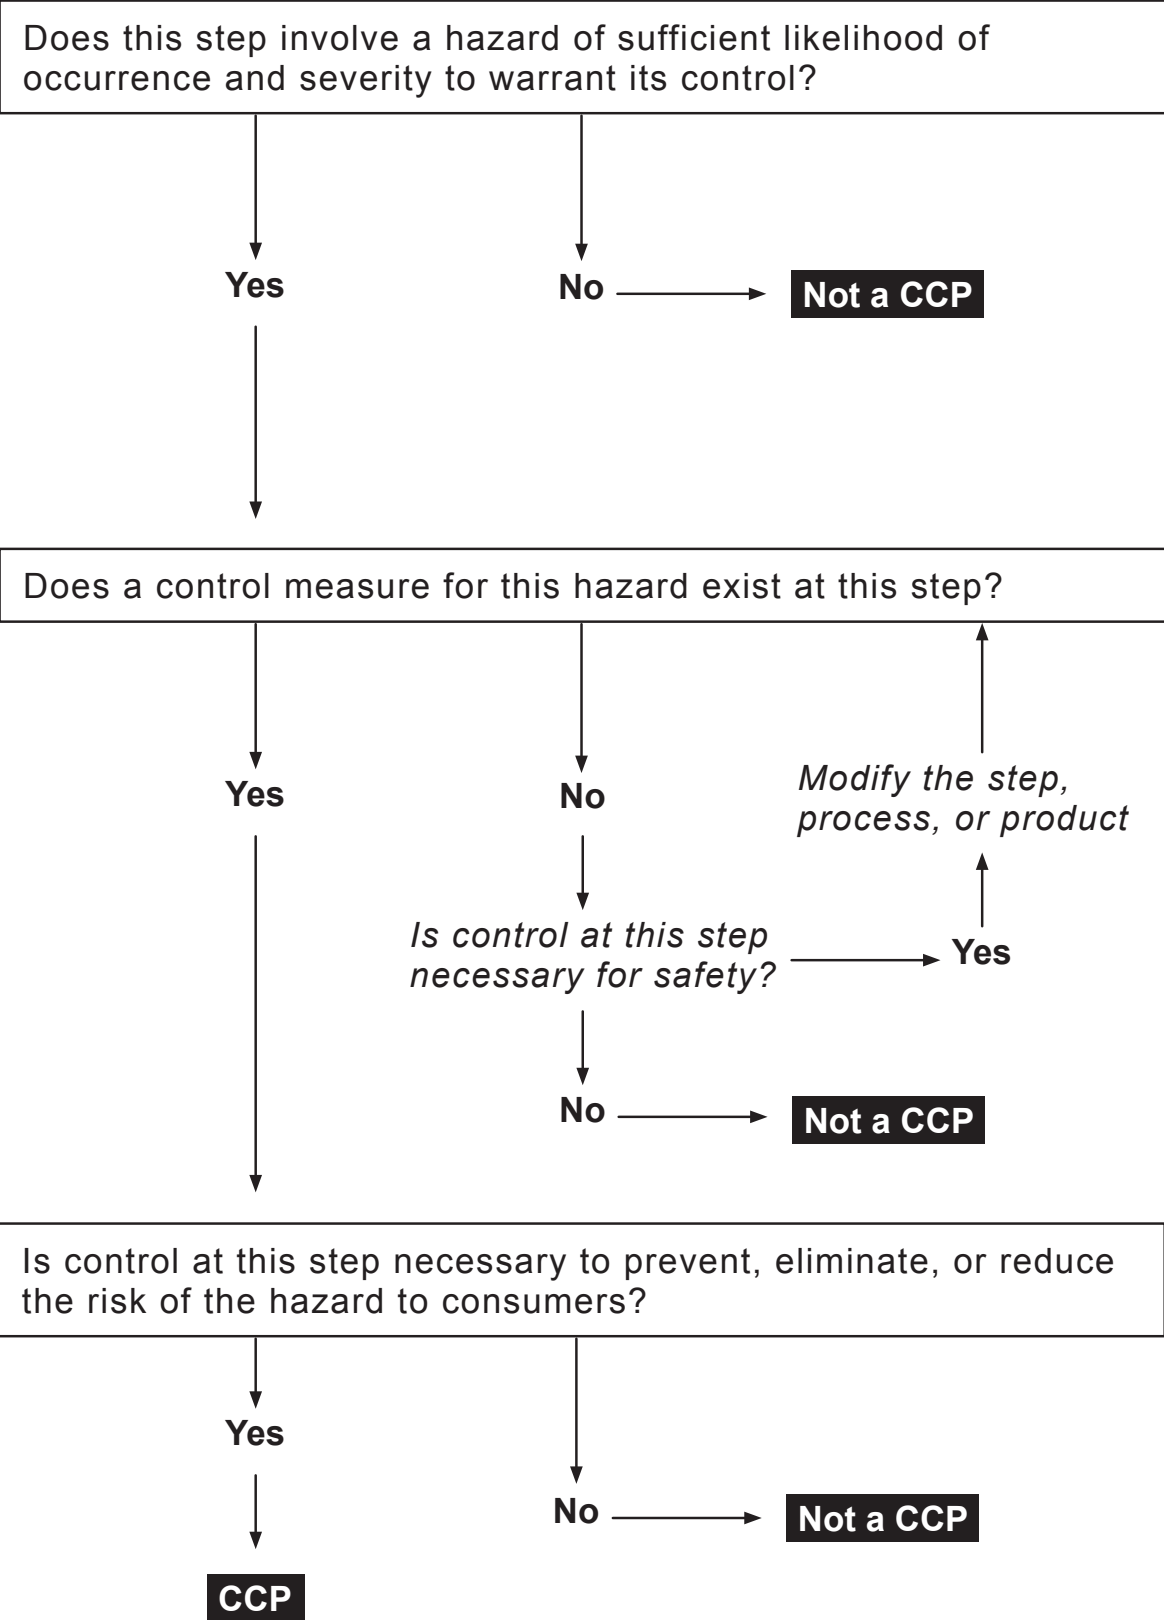 Does this step involve a hazard of sufficient likelihood of
occurrence and severity to warrant its control?
Yes
No
Not a CCP
Does a control measure for this hazard exist at this step?
Yes
No
Modify the step,
process, or product
Is control at this step
necessary for safety?
Yes
No
Not a CCP
Is control at this step necessary to prevent, eliminate, or reduce
the risk of the hazard to consumers?
Yes
No
Not a CCP
CCP